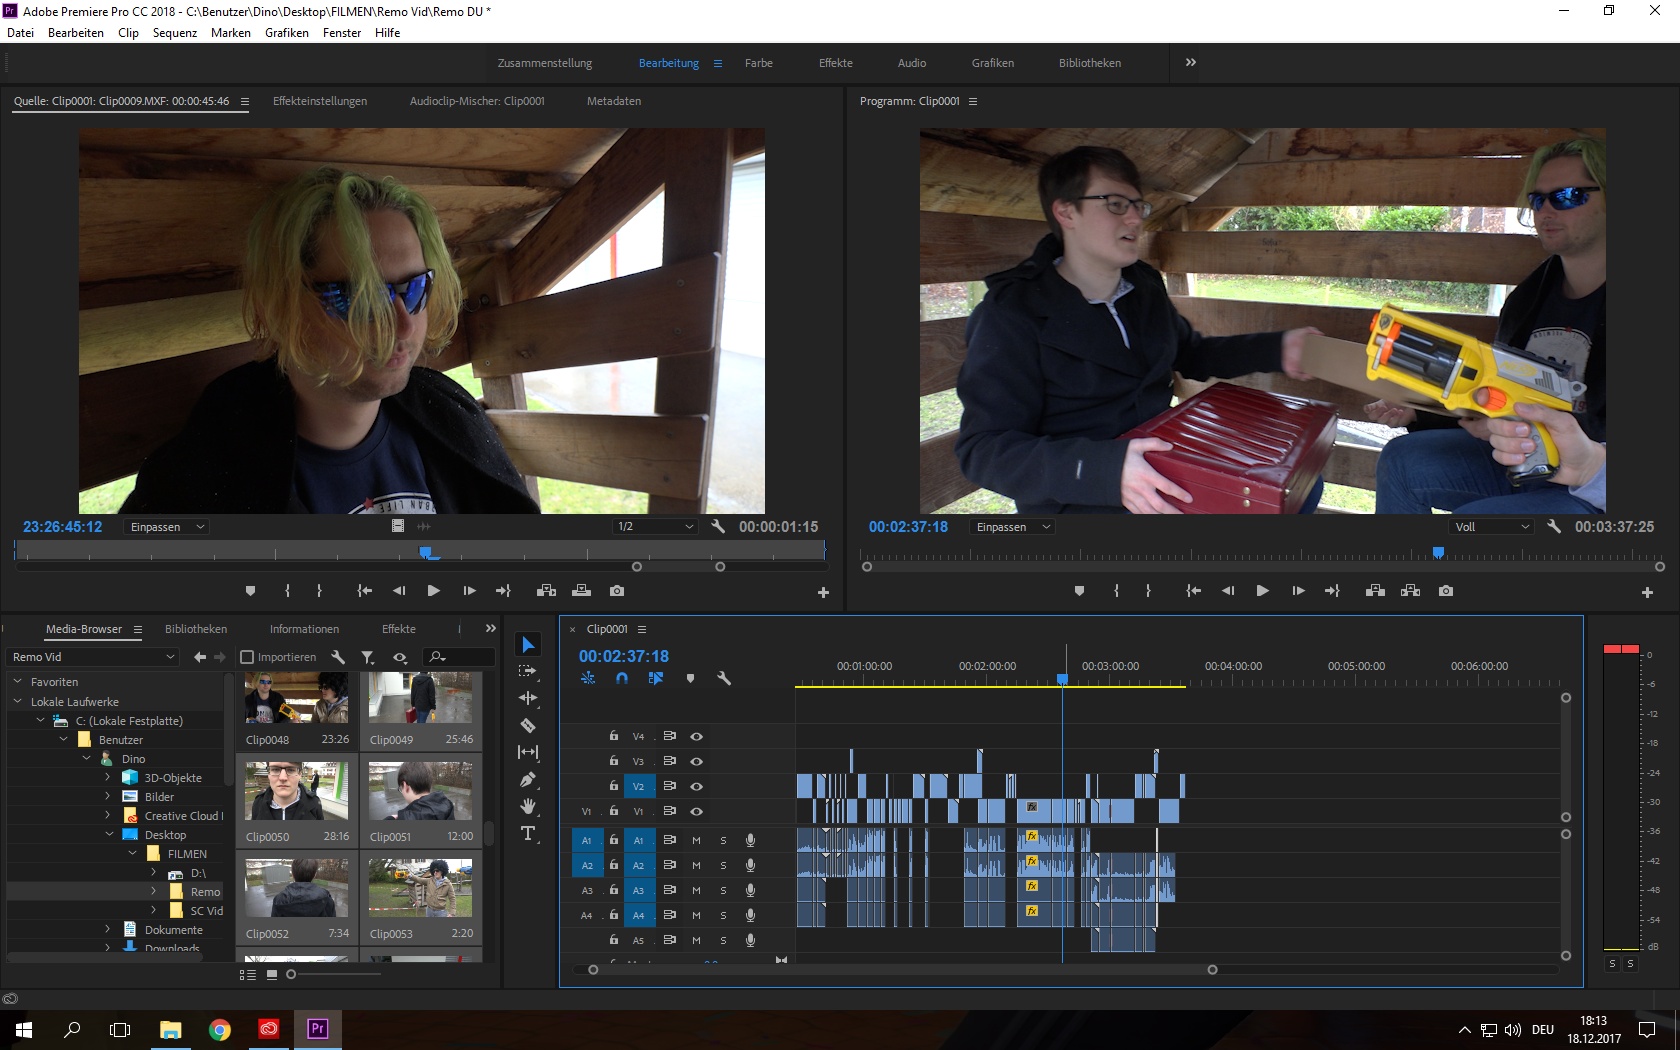 Adobe Premiere Pro CC 2018 - C:\Benutzer\Dino\Desktop\FILMEN\Remo Vid\Remo DU *
Datei Bearbeiten Clip Sequenz Marken Grafiken Fenster Hilfe
Zusammenstellung Bearbeitung Farbe Effekte Audio Grafiken Bibliotheken
Quelle: Clip0001: Clip0009.MXF: 00:00:45:46 Effekteinstellungen Audioclip-Mischer: Clip0001 Metadaten
Programm: Clip0001
BAN LIFE
23:26:45:12 Einpassen 1/2 00:00:01:15
00:02:37:18 Einpassen Voll 00:03:37:25
Media-Browser Bibliotheken Informationen Effekte
Remo Vid Importieren
Favoriten
Lokale Laufwerke
C: (Lokale Festplatte)
Benutzer
Dino
3D-Objekte
Bilder
Creative Cloud
Desktop
FILMEN
D:\
Remo
SC Vid
Dokumente
Downloads
Clip0048 23:26
Clip0049 25:46
Clip0050 28:16
Clip0051 12:00
Clip0052 7:34
Clip0053 2:20
Clip0001
00:02:37:18
00:01:00:00 00:02:00:00 00:03:00:00 00:04:00:00 00:05:00:00 00:06:00:00
V4
V3
V2
V1 V1 fx
A1 A1 M S fx
A2 A2 M S fx
A3 A3 M S fx
A4 A4 M S fx
A5 M S
0
-6
-12
-18
-24
-30
-36
-42
-48
-54
dB
S S
Pr
DEU
18:13
18.12.2017